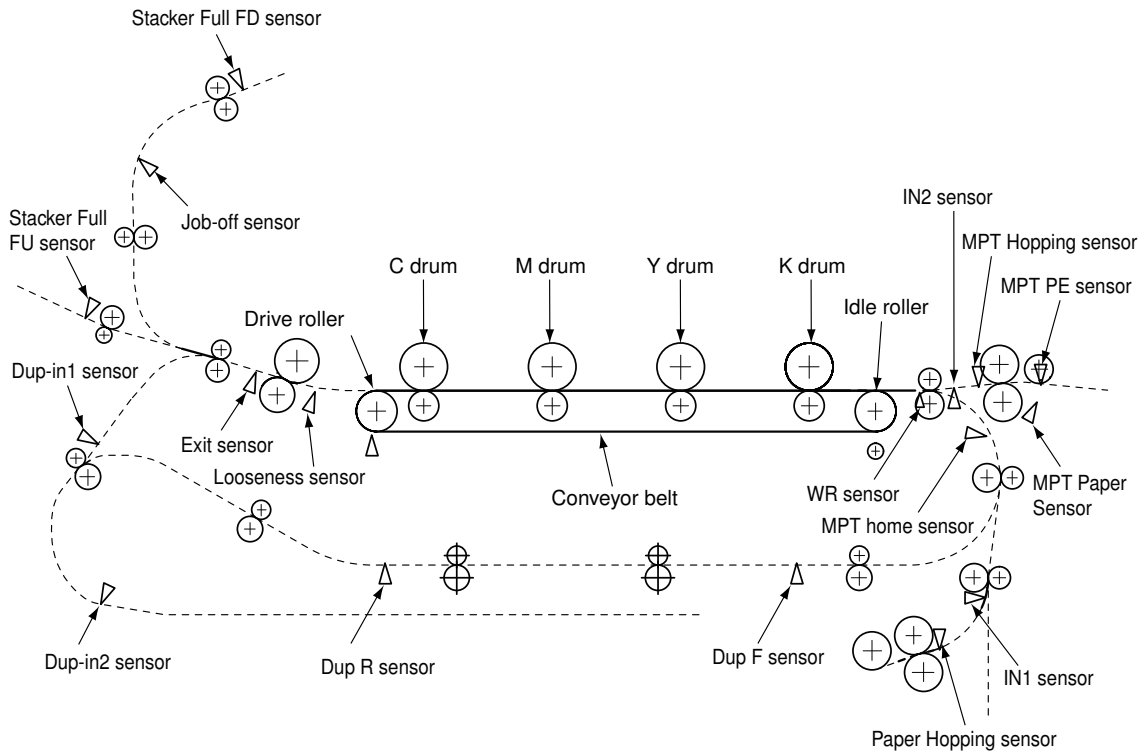 Stacker Full FD sensor
Job-off sensor
Stacker Full
FU sensor
IN2 sensor
MPT Hopping sensor
MPT PE sensor
C drum
M drum
Y drum
K drum
Idle roller
Drive roller
Dup-in1 sensor
Exit sensor
Looseness sensor
Conveyor belt
WR sensor
MPT home sensor
MPT Paper
Sensor
Dup-in2 sensor
Dup R sensor
Dup F sensor
IN1 sensor
Paper Hopping sensor